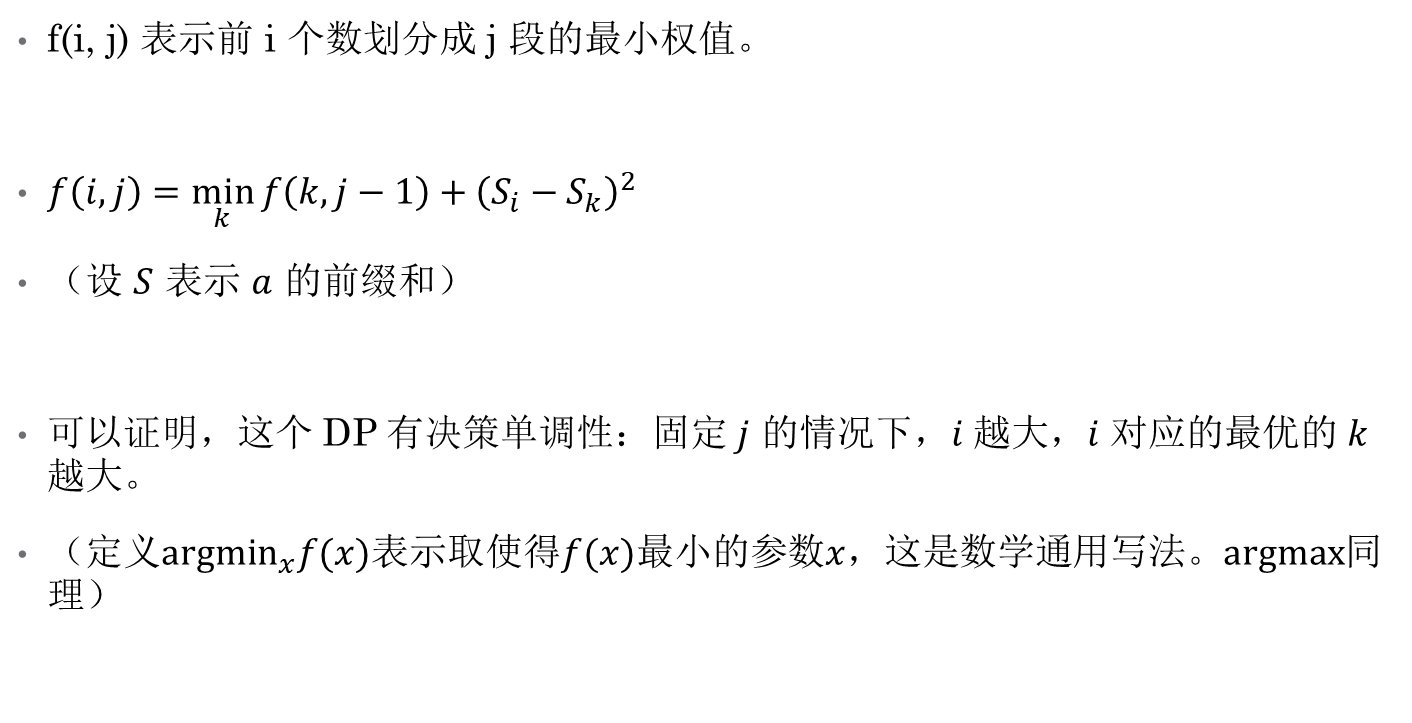 • f(i, j) 表示前 i 个数划分成 j 段的最小权值。
• f(i,j) = min_k f(k, j − 1) + (S_i − S_k)²
• （设 S 表示 a 的前缀和）
• 可以证明，这个 DP 有决策单调性：固定 j 的情况下，i 越大，i 对应的最优的 k
越大。
• （定义argmin_x f(x)表示取使得f(x)最小的参数x，这是数学通用写法。argmax同
理）